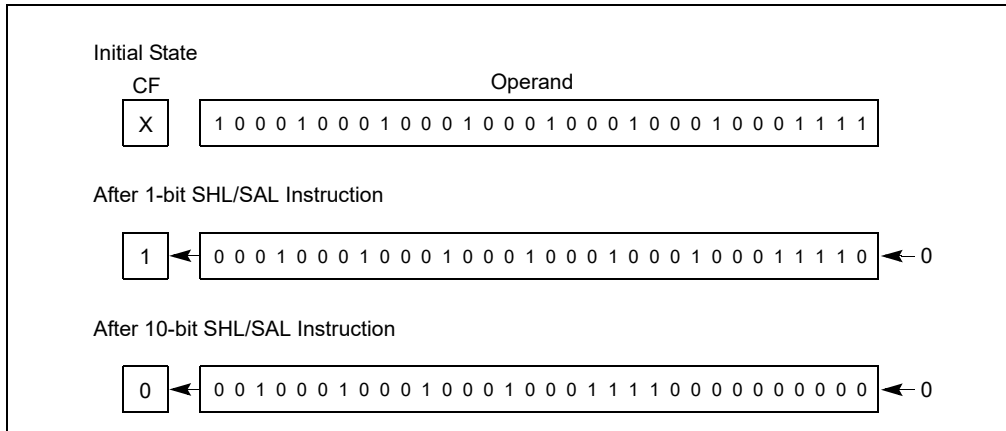 Initial State
CF Operand
X 1 0 0 0 1 0 0 0 1 0 0 0 1 0 0 0 1 0 0 0 1 0 0 0 1 0 0 0 1 1 1 1
After 1-bit SHL/SAL Instruction
1 0 0 0 1 0 0 0 1 0 0 0 1 0 0 0 1 0 0 0 1 0 0 0 1 0 0 0 1 1 1 1 0 0
After 10-bit SHL/SAL Instruction
0 0 0 1 0 0 0 1 0 0 0 1 0 0 0 1 0 0 0 1 1 1 1 0 0 0 0 0 0 0 0 0 0 0